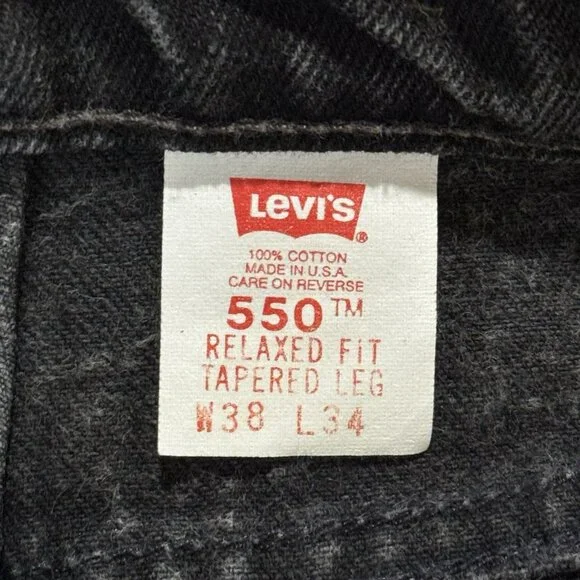 Levi's ®
100% COTTON
MADE IN U.S.A.
CARE ON REVERSE
550™
RELAXED FIT
TAPERED LEG
W38 L34